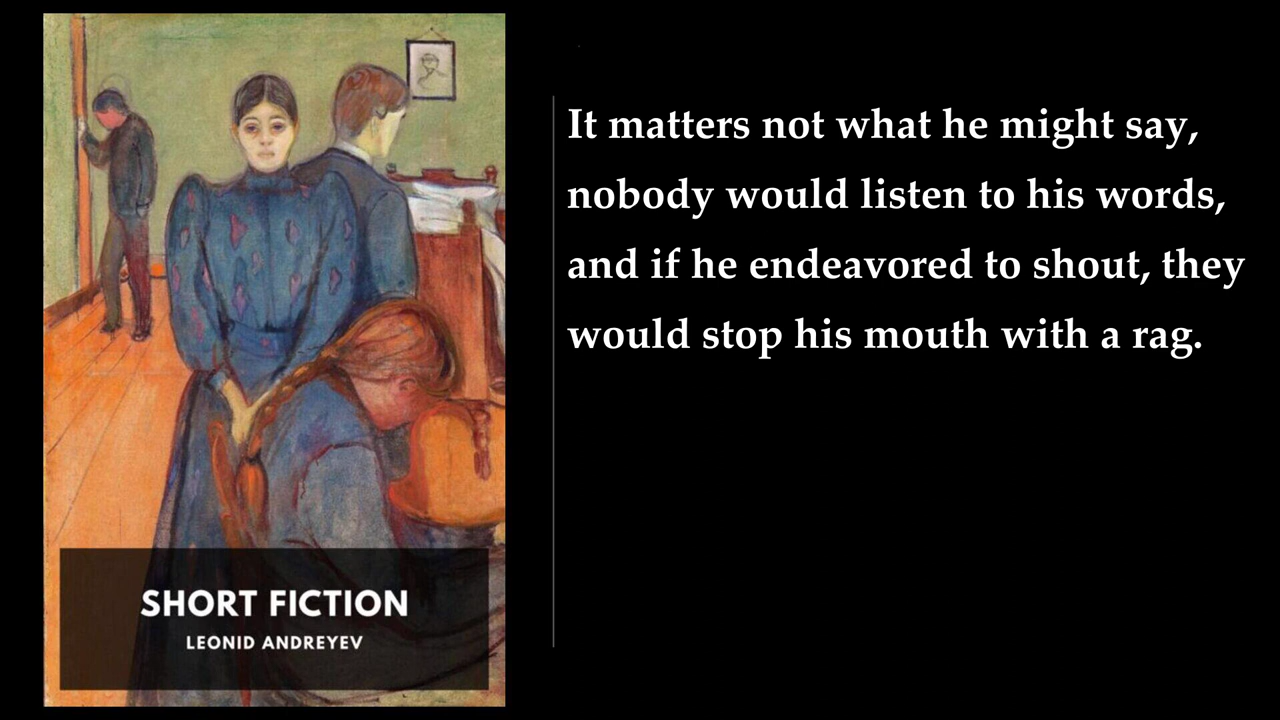 It matters not what he might say,
nobody would listen to his words,
and if he endeavored to shout, they
would stop his mouth with a rag.
SHORT FICTION
LEONID ANDREYEV